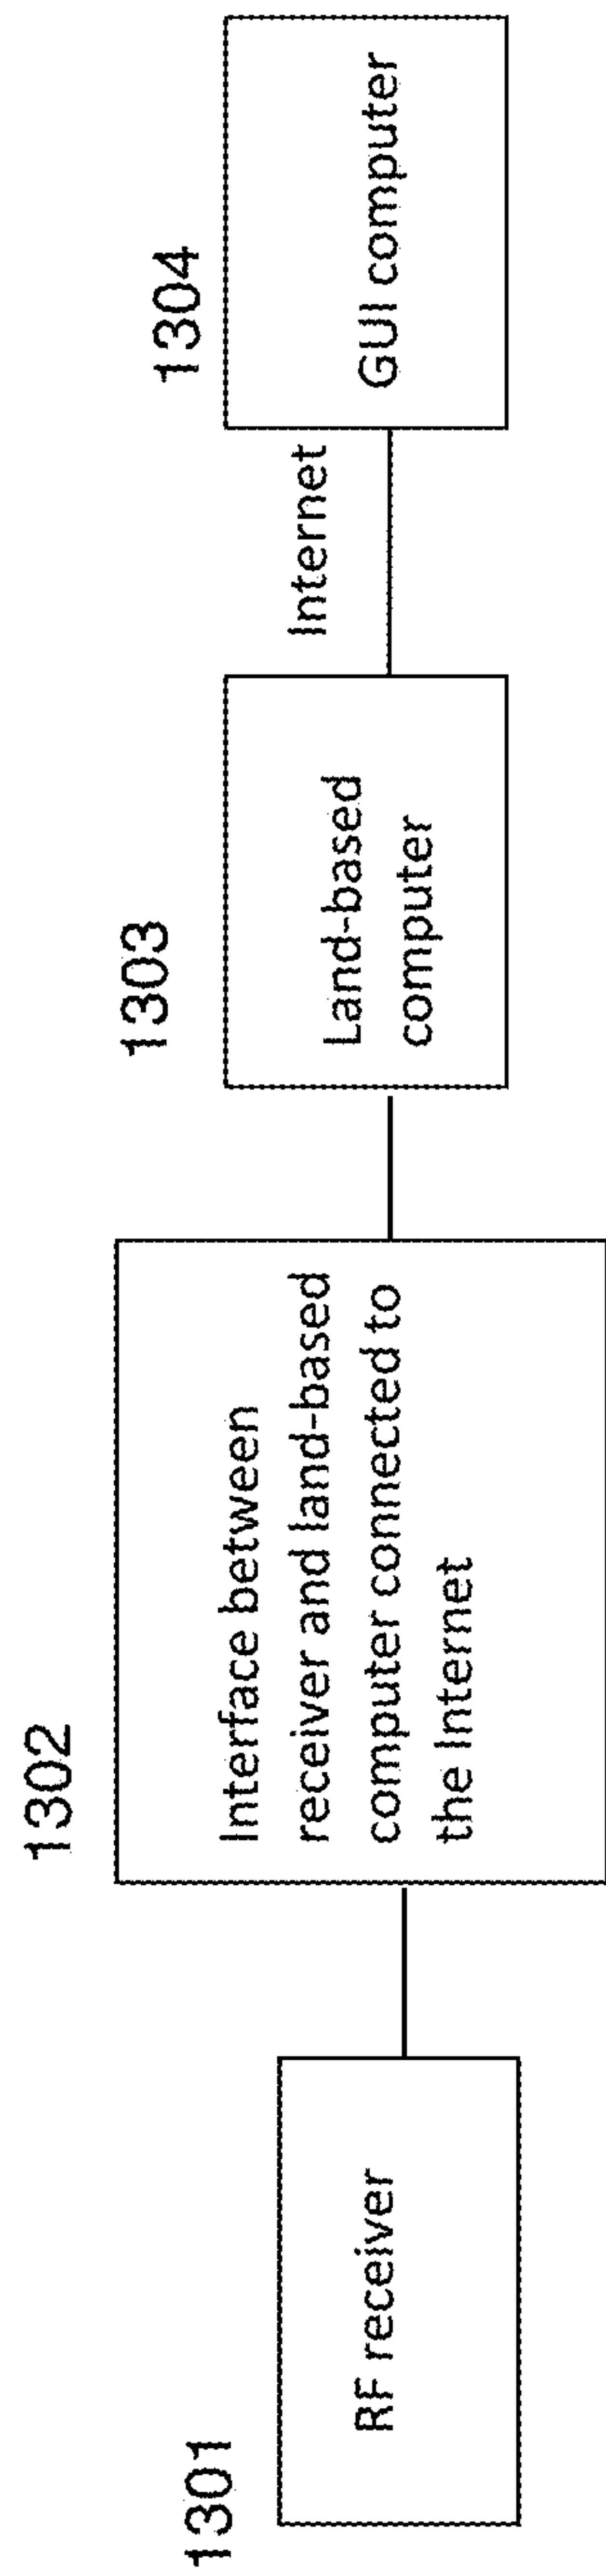 1301
RF receiver
1302
Interface between
receiver and land-based
computer connected to
the Internet
1303
Land-based
computer
Internet
1304
GUI computer